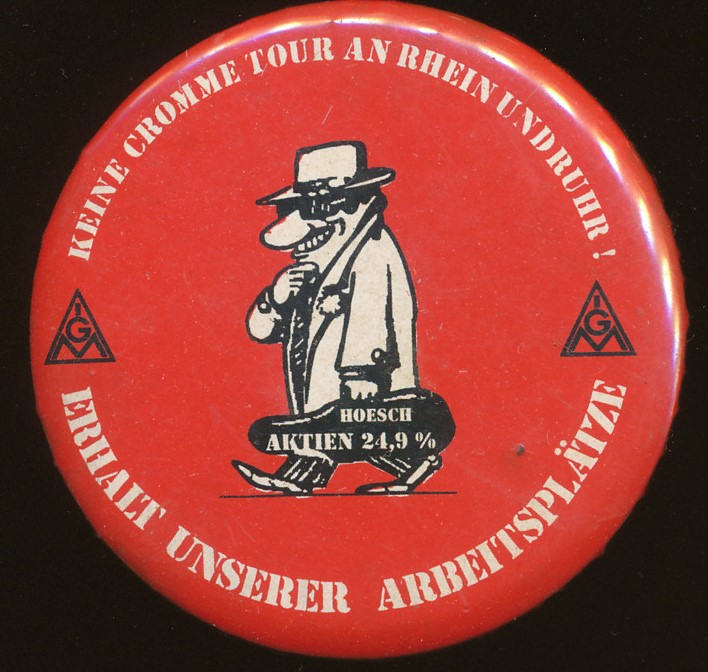 KEINE CROMME TOUR AN RHEIN UND RUHR !
IGM
IGM
HOESCH
AKTIEN 24,9 %
ERHALT UNSERER ARBEITSPLÄTZE